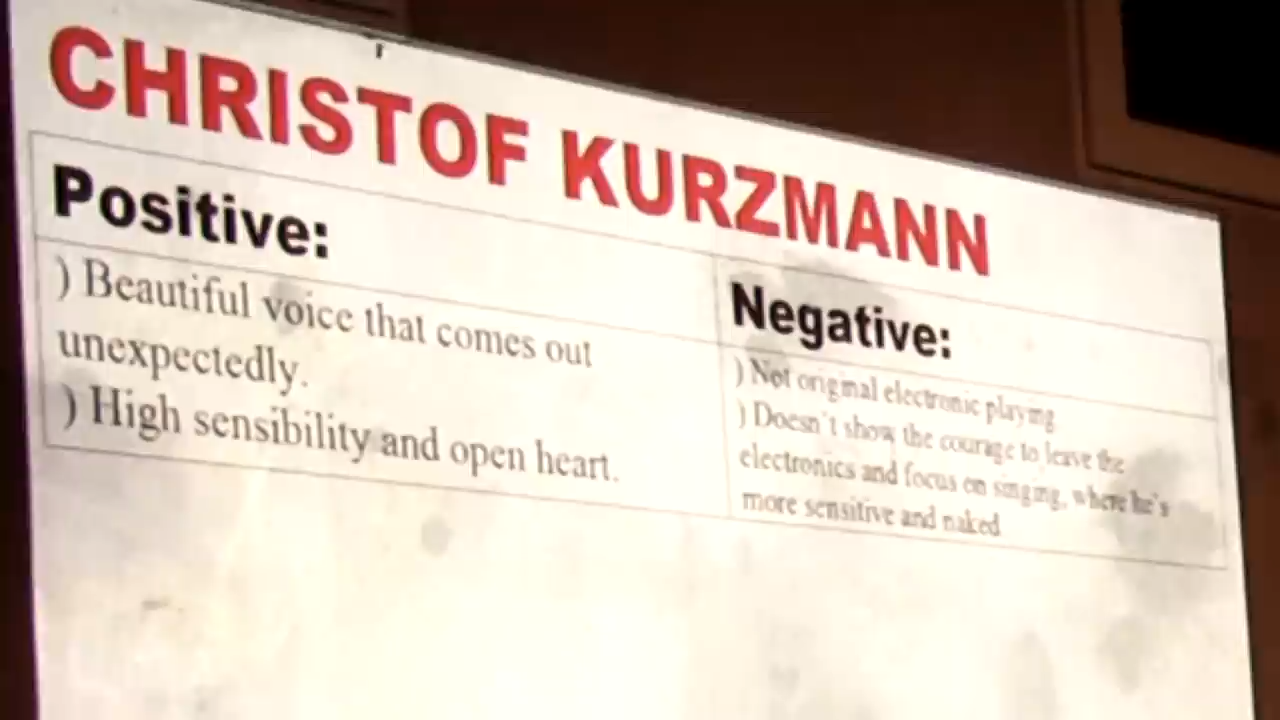 CHRISTOF KURZMANN
Positive:
) Beautiful voice that comes out
unexpectedly.
) High sensibility and open heart.
Negative:
) Not original electronic playing
) Doesn't show the courage to leave the
electronics and focus on singing, where he's
more sensitive and naked